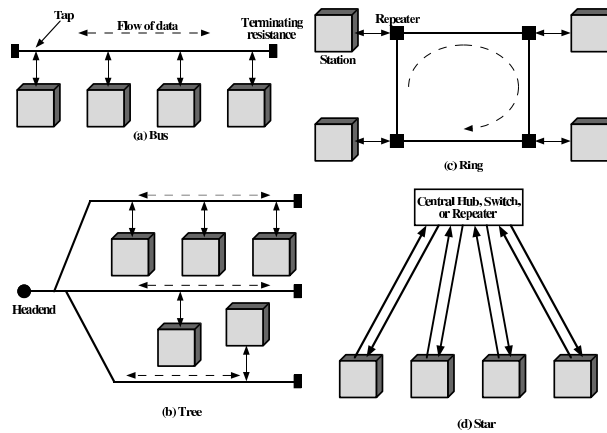 Tap
Flow of data
Terminating
resistance
(a) Bus
Repeater
Station
(c) Ring
Headend
(b) Tree
Central Hub, Switch,
or Repeater
(d) Star